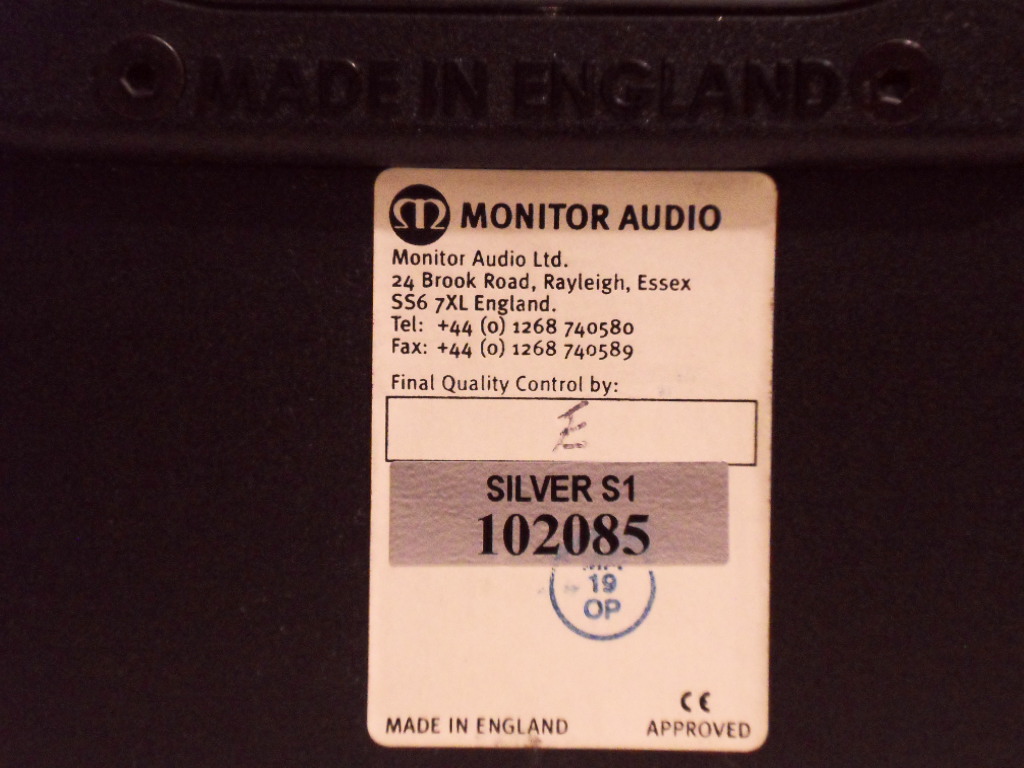 MADE IN ENGLAND
MONITOR AUDIO
Monitor Audio Ltd.
24 Brook Road, Rayleigh, Essex
SS6 7XL England.
Tel: +44 (0) 1268 740580
Fax: +44 (0) 1268 740589
Final Quality Control by:
E
SILVER S1
102085
19
OP
CE
MADE IN ENGLAND APPROVED